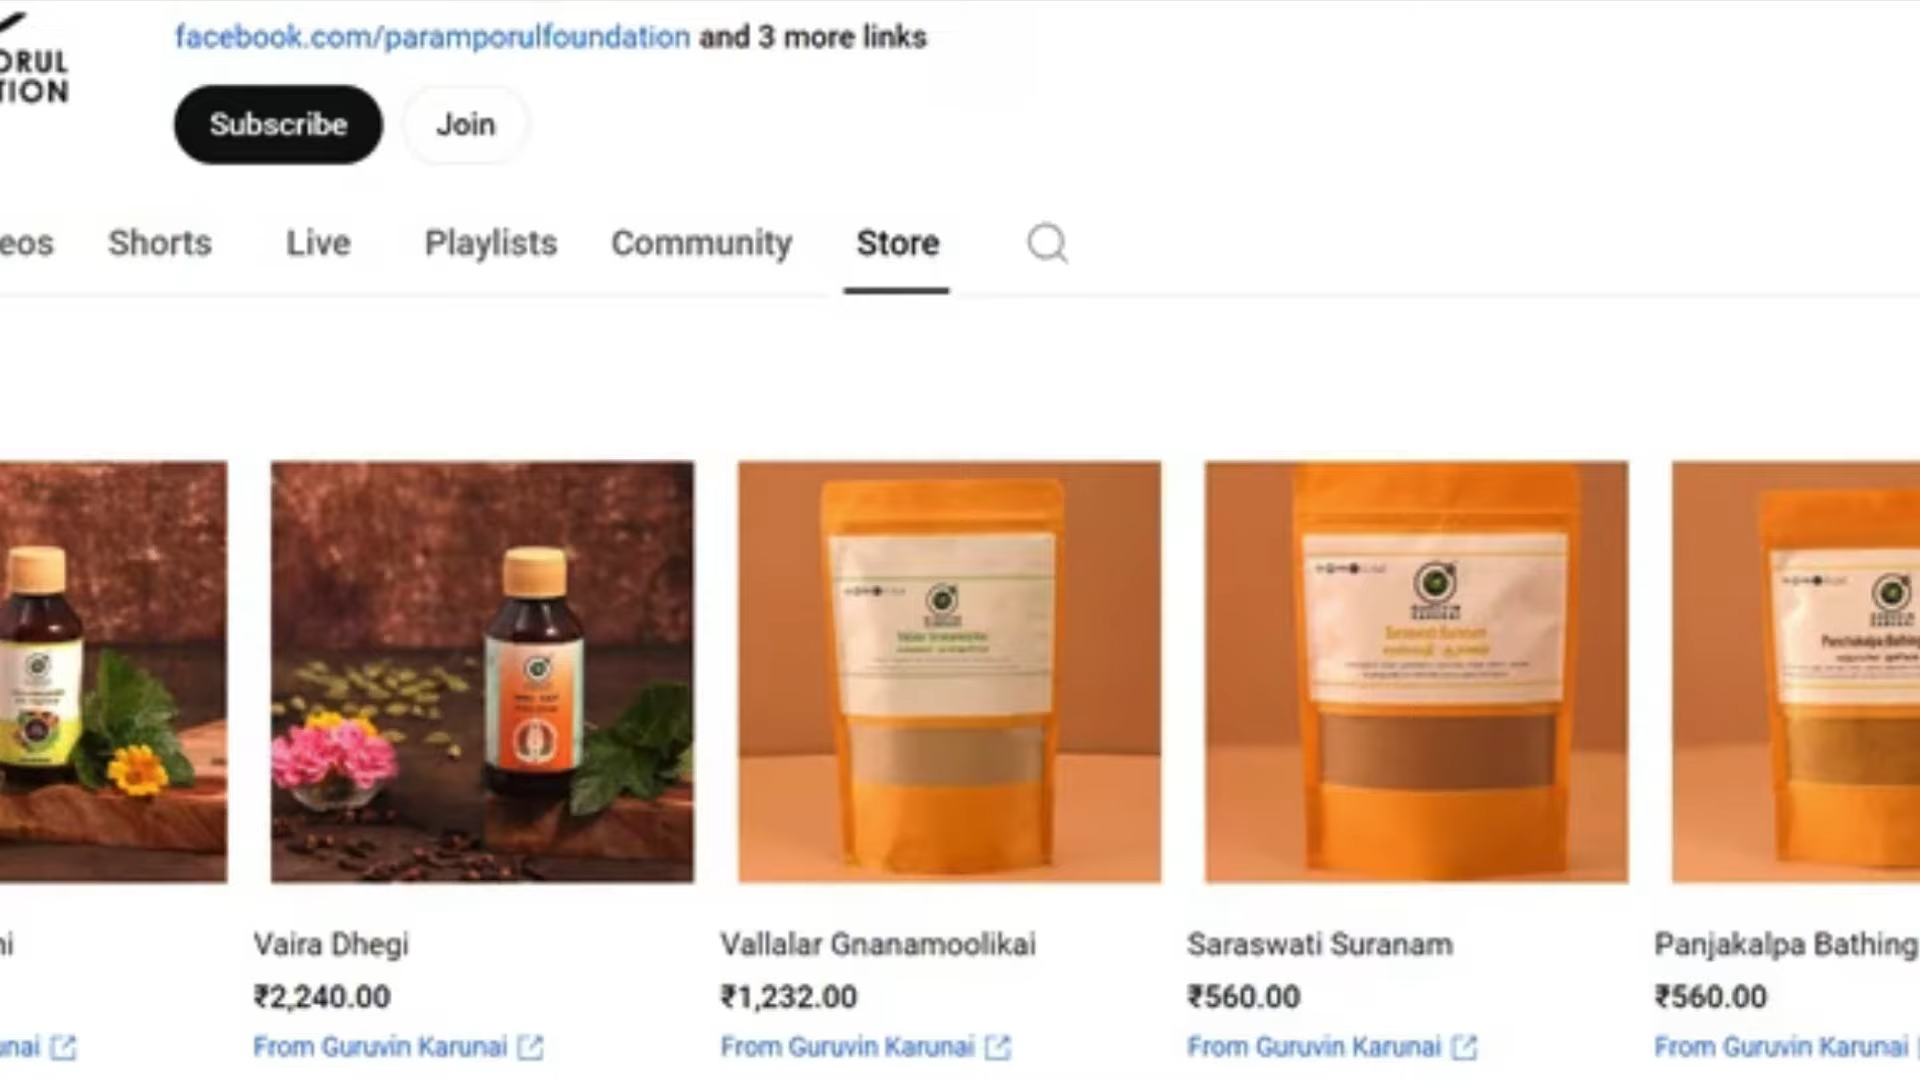 facebook.com/paramporulfoundation and 3 more links
ORUL
TION
Subscribe
Join
eos Shorts Live Playlists Community Store
Vaira Dhegi
₹2,240.00
From Guruvin Karunai
Vallalar Gnanamoolikai
₹1,232.00
From Guruvin Karunai
Saraswati Suranam
₹560.00
From Guruvin Karunai
Panjakalpa Bathing
₹560.00
From Guruvin Karunai
unai